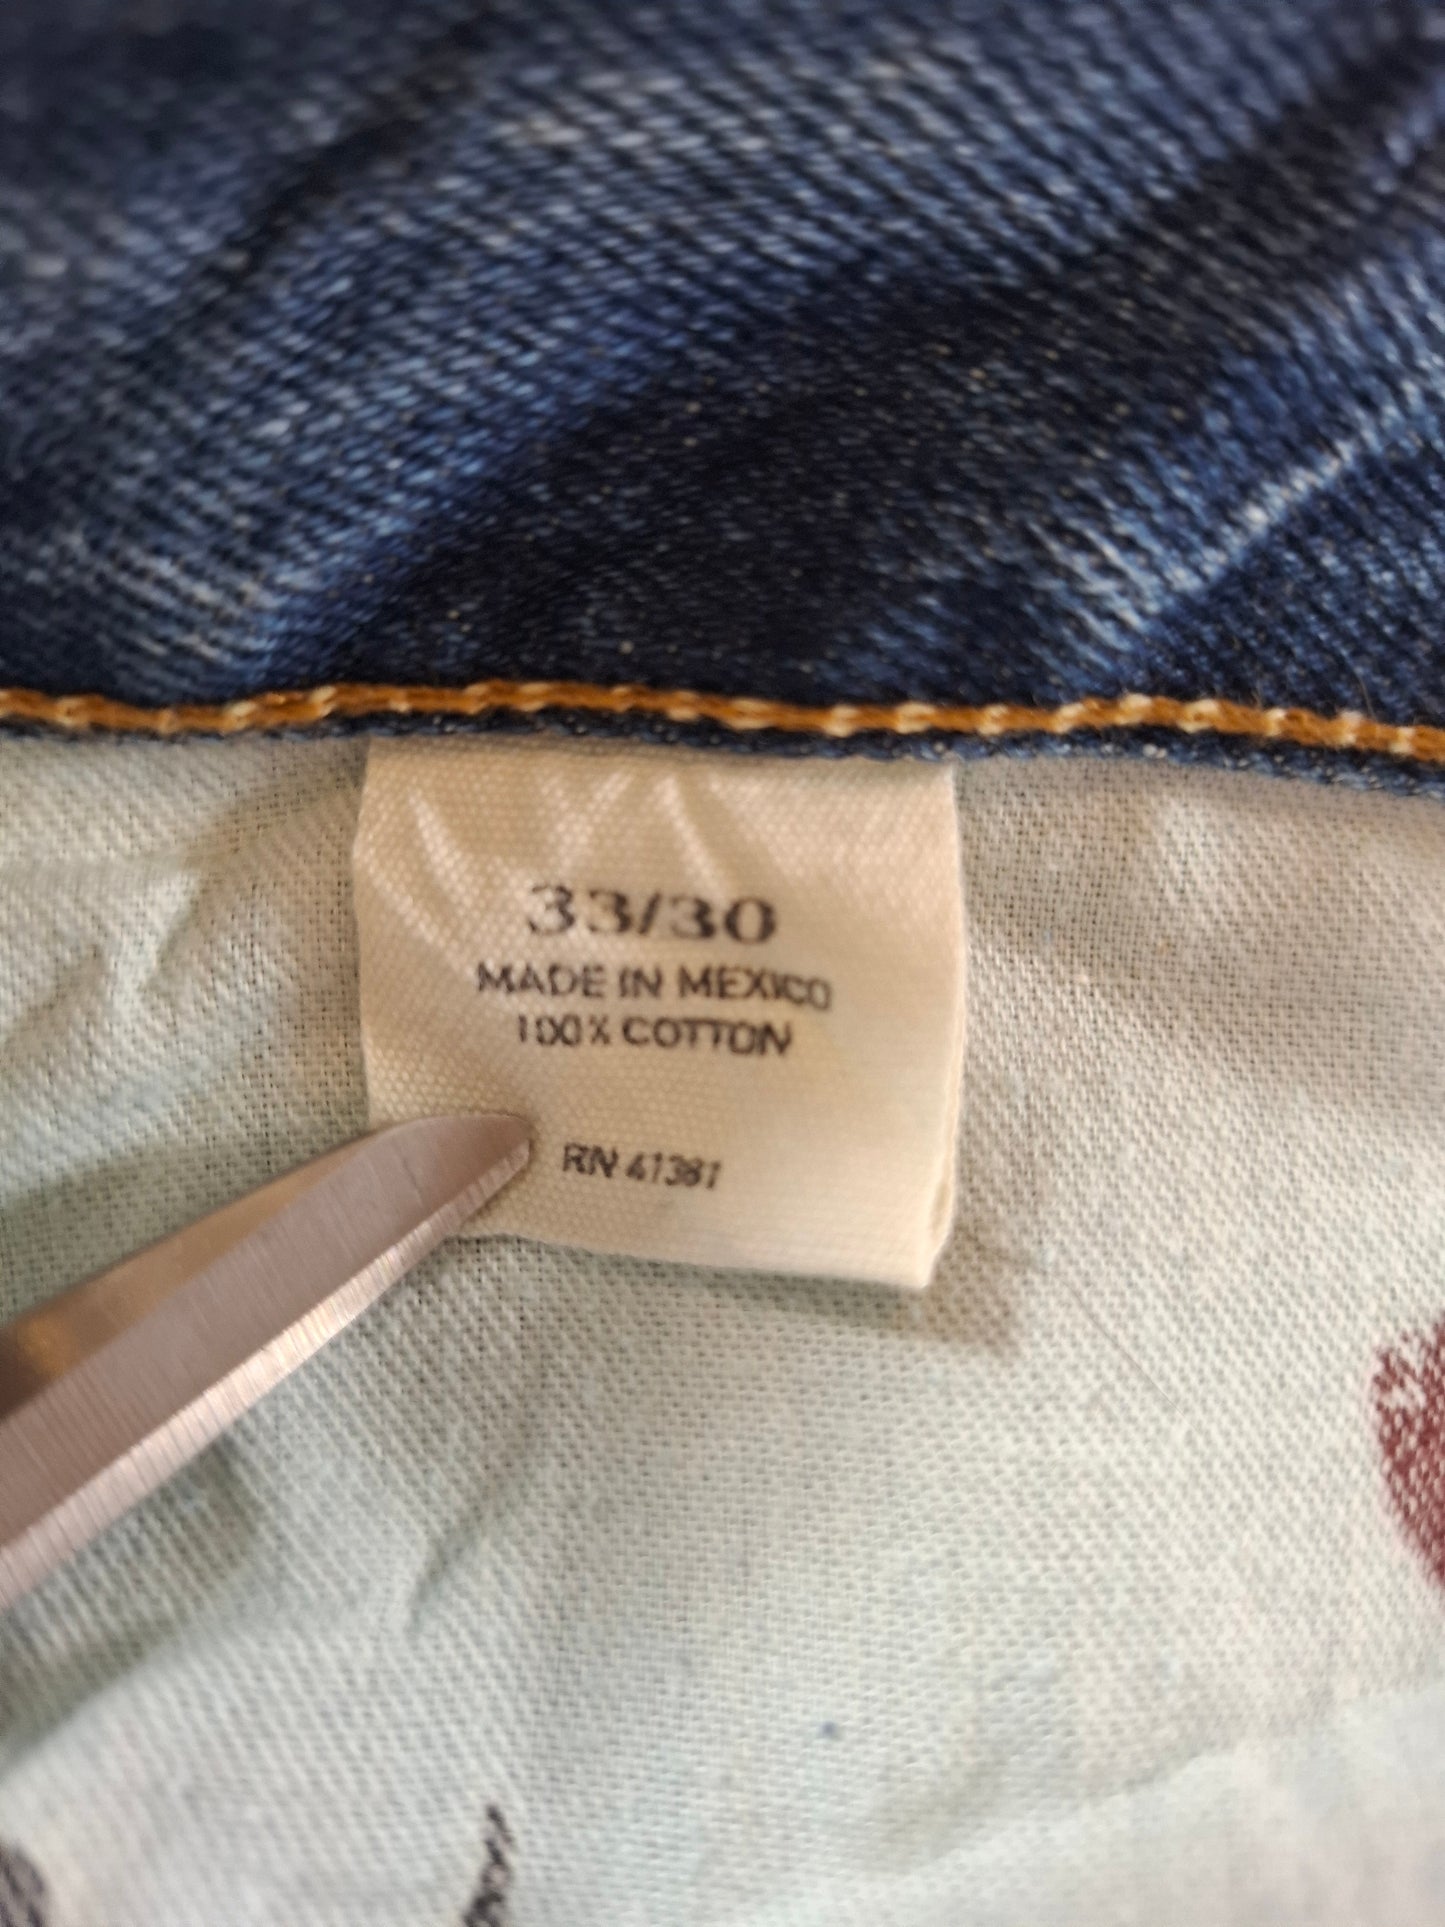 33/30
MADE IN MEXICO
100% COTTON
RN 41381